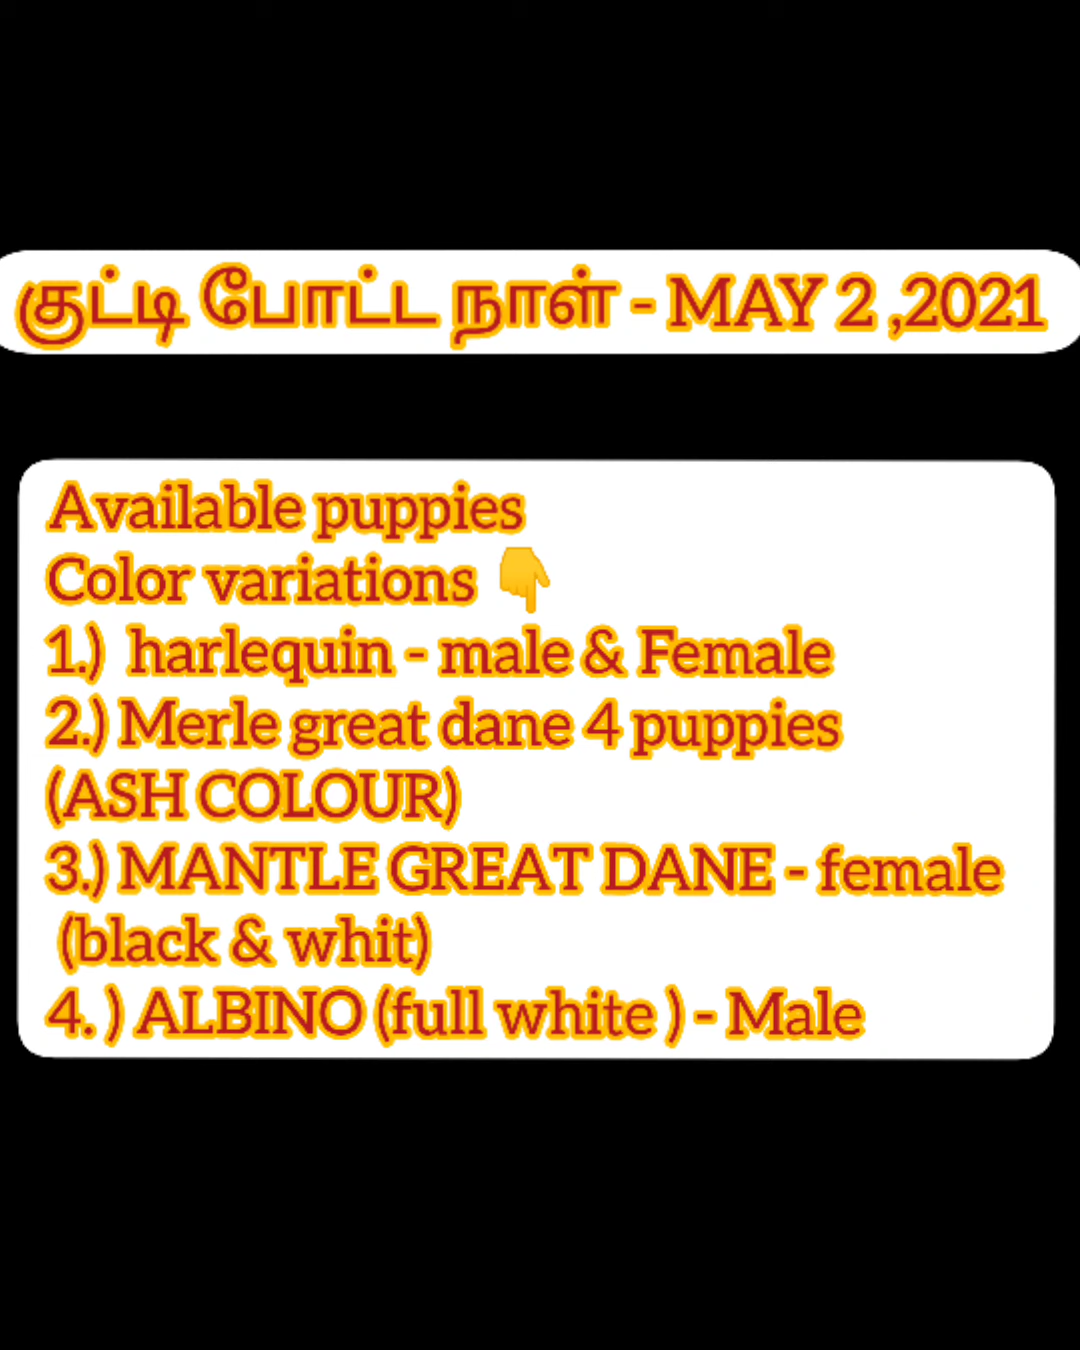 குட்டி போட்ட நாள் - MAY 2 ,2021
Available puppies
Color variations 👇
1.) harlequin - male & Female
2.) Merle great dane 4 puppies
(ASH COLOUR)
3.) MANTLE GREAT DANE - female
(black & whit)
4. ) ALBINO (full white ) - Male